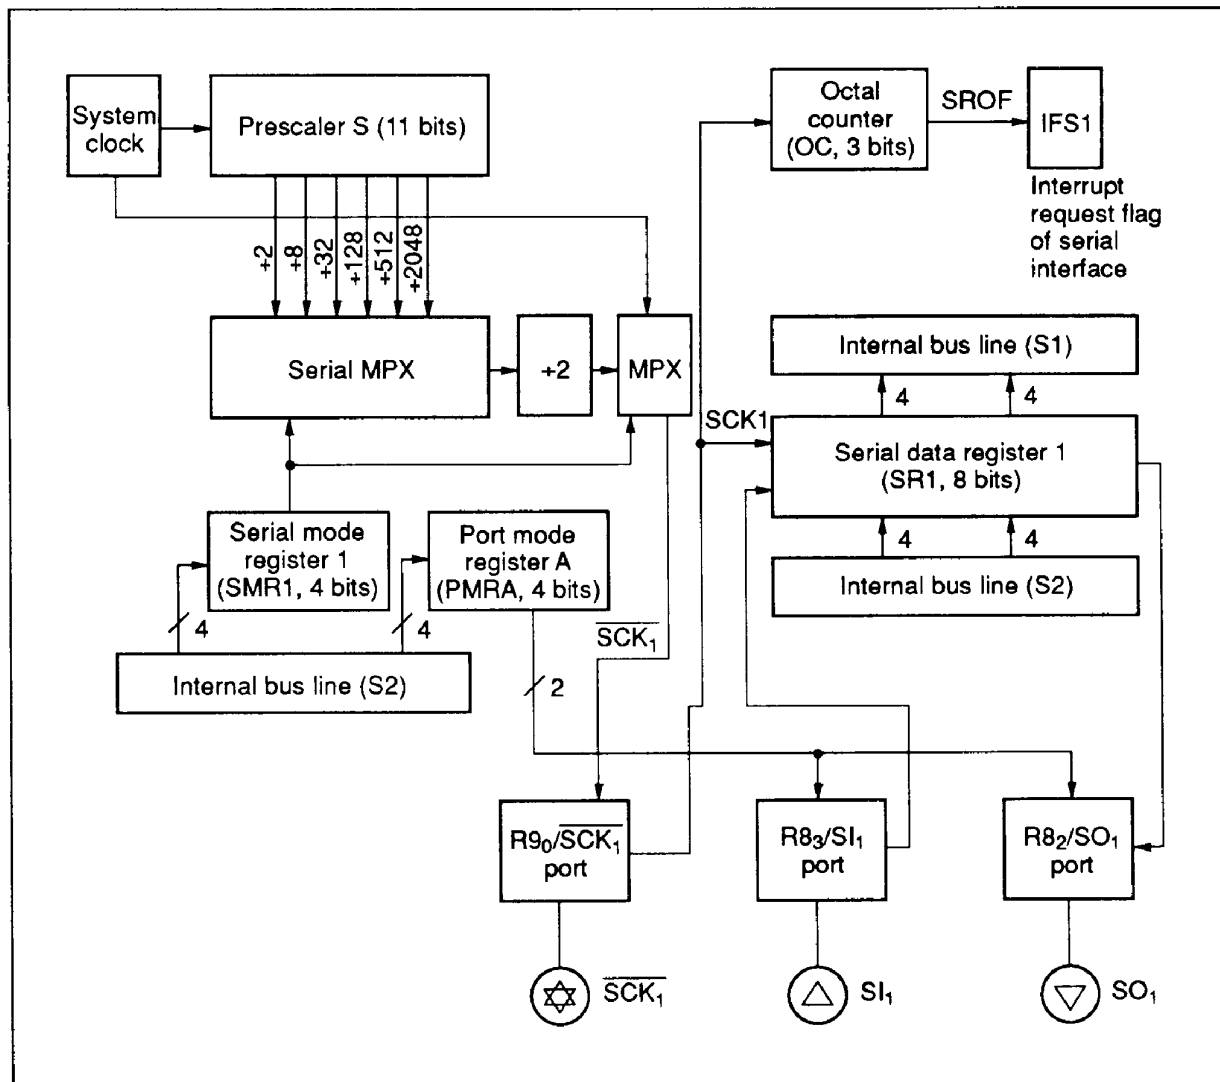 System
clock
Prescaler S (11 bits)
Octal
counter
(OC, 3 bits)
SROF
IFS1
Interrupt
request flag
of serial
interface
+2
+8
+32
+128
+512
+2048
Serial MPX
+2
MPX
Internal bus line (S1)
4
4
SCK1
Serial data register 1
(SR1, 8 bits)
4
4
Internal bus line (S2)
Serial mode
register 1
(SMR1, 4 bits)
Port mode
register A
(PMRA, 4 bits)
4
4
Internal bus line (S2)
2
S̅C̅K̅₁
R9₀/S̅C̅K̅₁
port
R8₃/SI₁
port
R8₂/SO₁
port
S̅C̅K̅₁
SI₁
SO₁